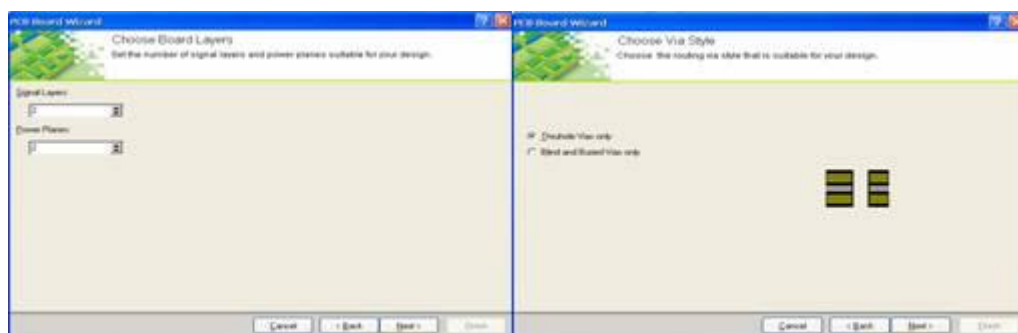 PCB Board Wizard
Choose Board Layers
Set the number of signal layers and power planes suitable for your design.
Signal Layers:
2
Power Planes:
2
Cancel
< Back
Next >
Finish
PCB Board Wizard
Choose Via Style
Choose the routing via style that is suitable for your design.
Thruhole Vias only
Blind and Buried Vias only
Cancel
< Back
Next >
Finish